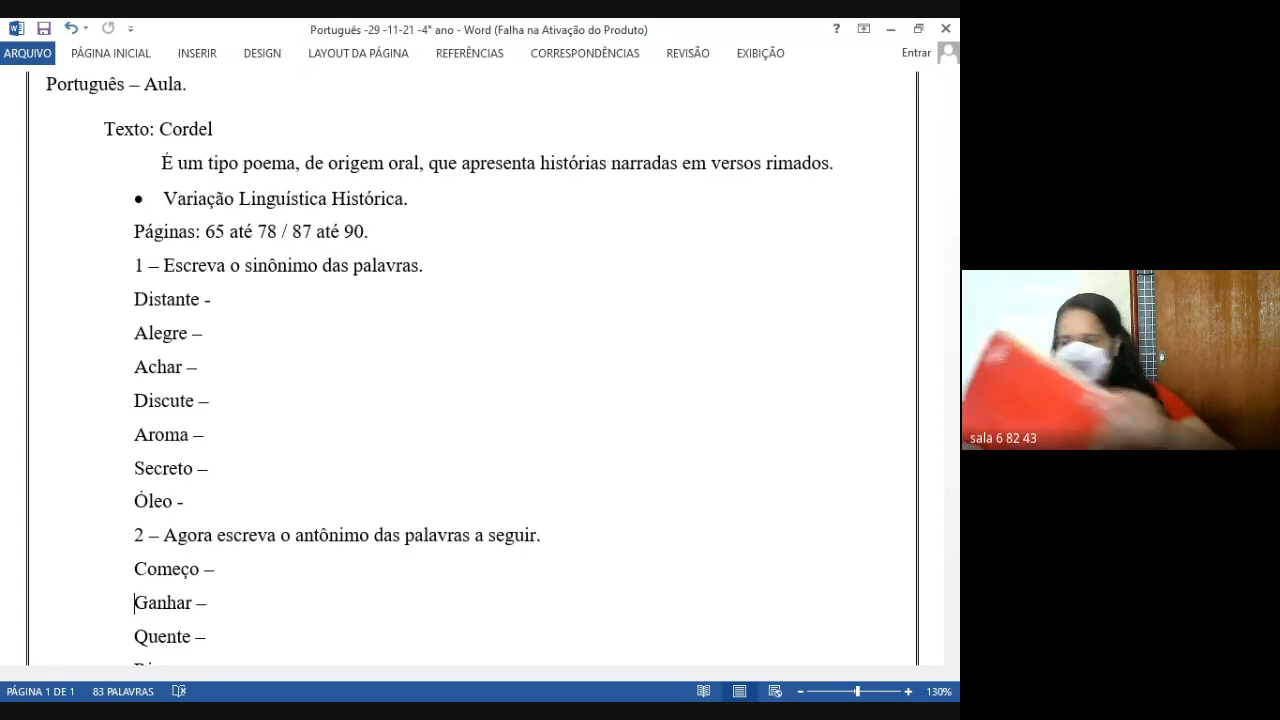 Português -29 -11-21 -4° ano - Word (Falha na Ativação do Produto)
?
ARQUIVO PÁGINA INICIAL INSERIR DESIGN LAYOUT DA PÁGINA REFERÊNCIAS CORRESPONDÊNCIAS REVISÃO EXIBIÇÃO Entrar
Português – Aula.
Texto: Cordel
É um tipo poema, de origem oral, que apresenta histórias narradas em versos rimados.
• Variação Linguística Histórica.
Páginas: 65 até 78 / 87 até 90.
1 – Escreva o sinônimo das palavras.
Distante -
Alegre –
Achar –
Discute –
Aroma –
Secreto –
Óleo -
2 – Agora escreva o antônimo das palavras a seguir.
Começo –
Ganhar –
Quente –
sala 6 82 43
PÁGINA 1 DE 1 83 PALAVRAS 130%